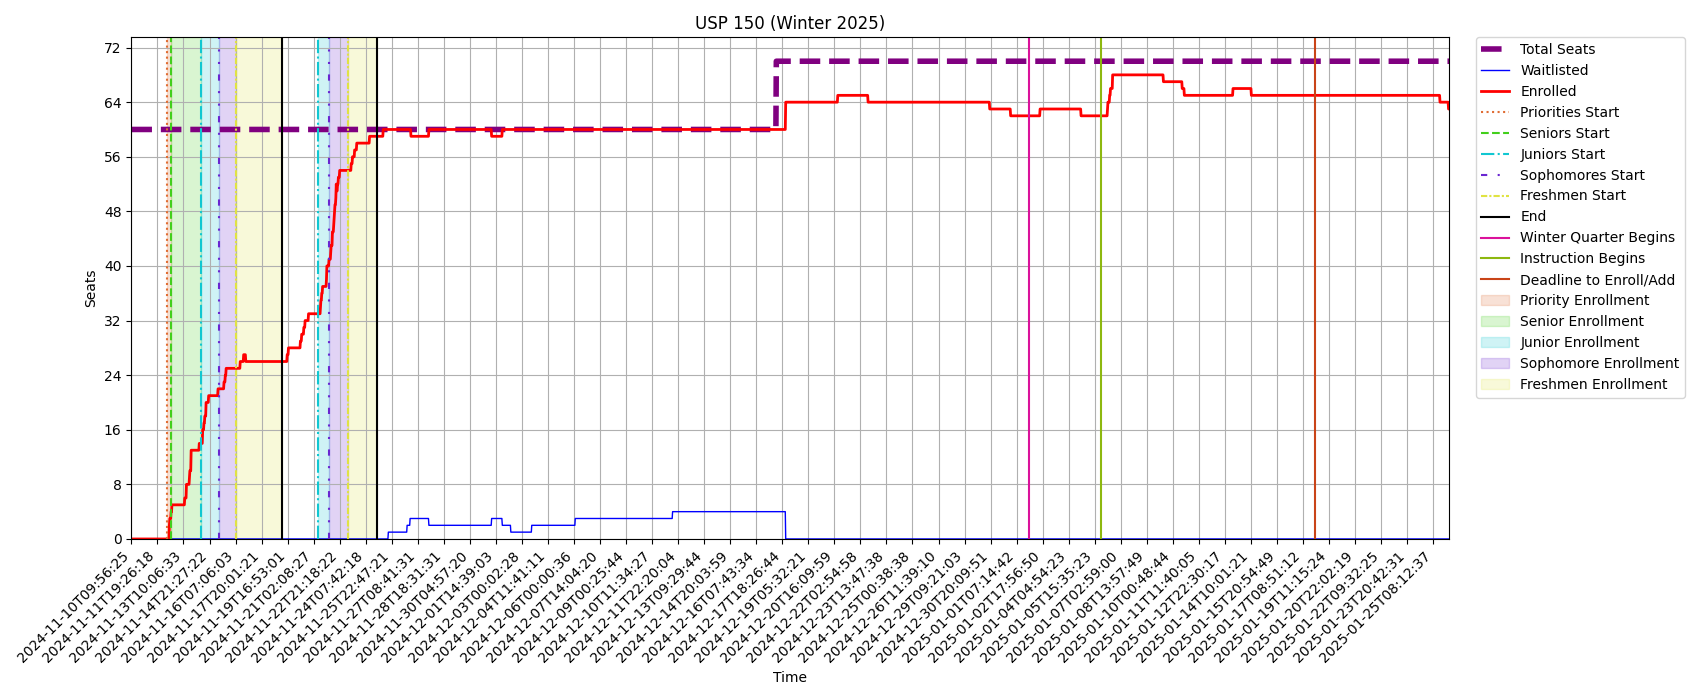 USP 150 (Winter 2025)
Seats
72
64
56
48
40
32
24
16
8
0
2024-11-10T09:56:25
2024-11-11T19:26:18
2024-11-13T10:06:33
2024-11-14T21:27:22
2024-11-16T07:06:03
2024-11-17T20:01:21
2024-11-19T16:53:01
2024-11-21T02:08:27
2024-11-22T21:18:22
2024-11-24T07:42:18
2024-11-25T22:47:21
2024-11-27T08:41:31
2024-11-28T18:31:31
2024-11-30T04:57:20
2024-12-01T14:39:03
2024-12-03T00:02:28
2024-12-04T11:41:11
2024-12-06T00:00:36
2024-12-07T14:04:20
2024-12-09T00:25:44
2024-12-10T11:34:27
2024-12-11T22:20:04
2024-12-13T09:29:44
2024-12-14T20:03:59
2024-12-16T07:43:34
2024-12-17T18:26:44
2024-12-19T05:32:21
2024-12-20T16:09:59
2024-12-22T02:54:58
2024-12-23T13:47:38
2024-12-25T00:38:38
2024-12-26T11:39:10
2024-12-29T09:21:03
2024-12-30T20:09:51
2025-01-01T07:14:42
2025-01-02T17:56:50
2025-01-04T04:54:23
2025-01-05T15:35:23
2025-01-07T02:59:00
2025-01-08T13:57:49
2025-01-10T00:48:44
2025-01-11T11:40:05
2025-01-12T22:30:17
2025-01-14T10:01:21
2025-01-15T20:54:49
2025-01-17T08:51:12
2025-01-19T11:15:24
2025-01-20T22:02:19
2025-01-22T09:32:25
2025-01-23T20:42:31
2025-01-25T08:12:37
Time
Total Seats
Waitlisted
Enrolled
Priorities Start
Seniors Start
Juniors Start
Sophomores Start
Freshmen Start
End
Winter Quarter Begins
Instruction Begins
Deadline to Enroll/Add
Priority Enrollment
Senior Enrollment
Junior Enrollment
Sophomore Enrollment
Freshmen Enrollment